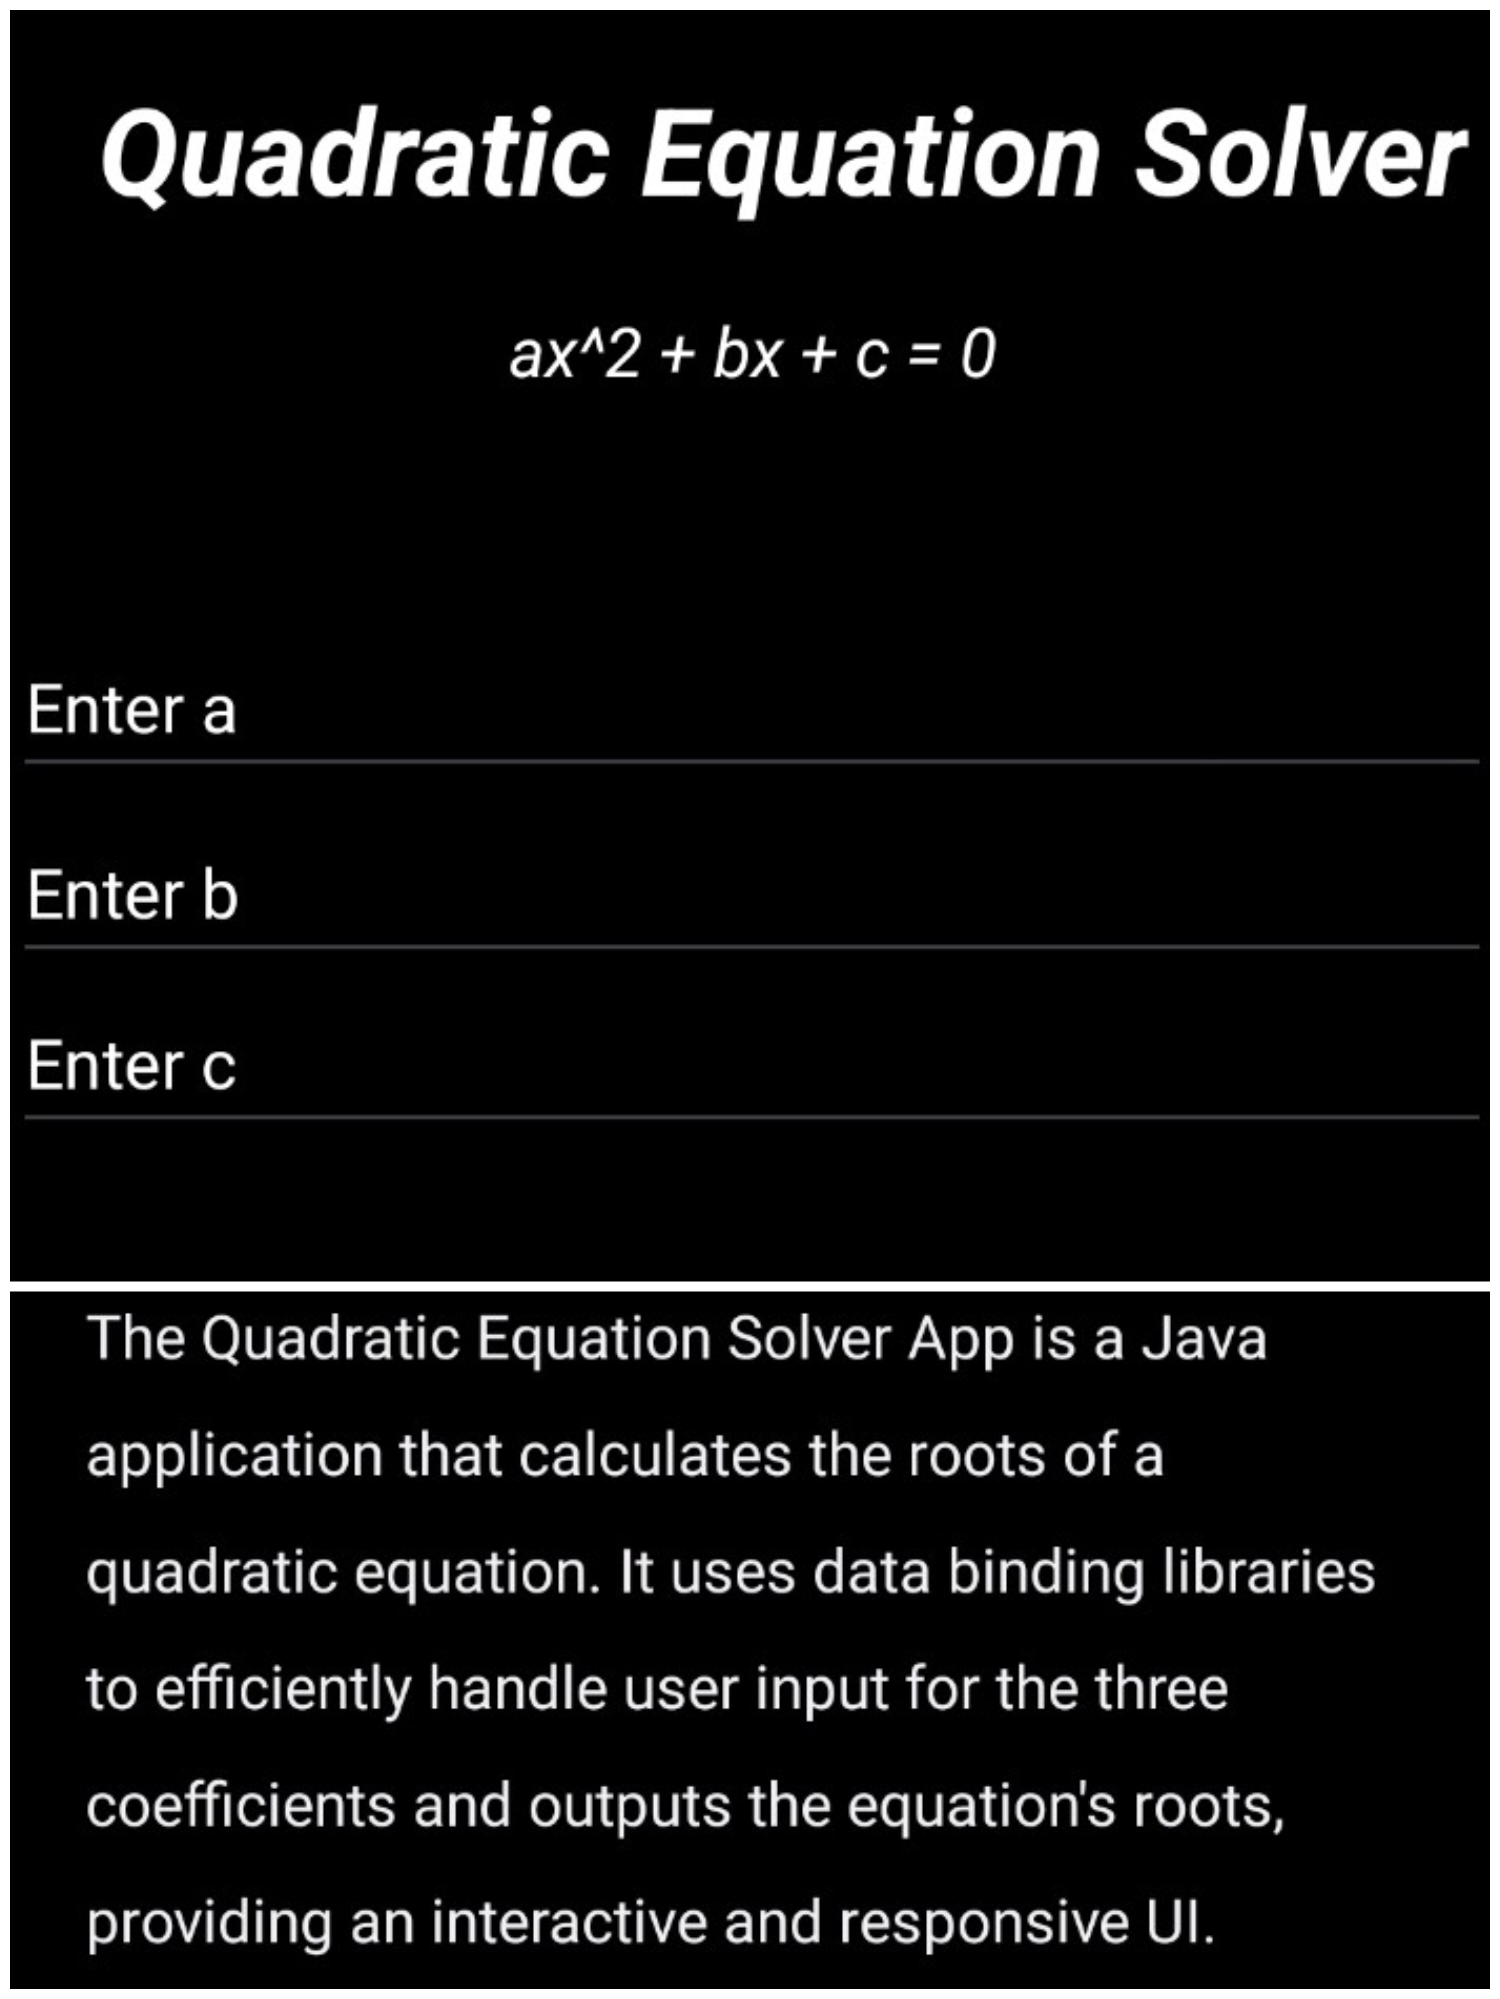 Quadratic Equation Solver
ax^2 + bx + c = 0
Enter a
Enter b
Enter c
The Quadratic Equation Solver App is a Java
application that calculates the roots of a
quadratic equation. It uses data binding libraries
to efficiently handle user input for the three
coefficients and outputs the equation's roots,
providing an interactive and responsive UI.